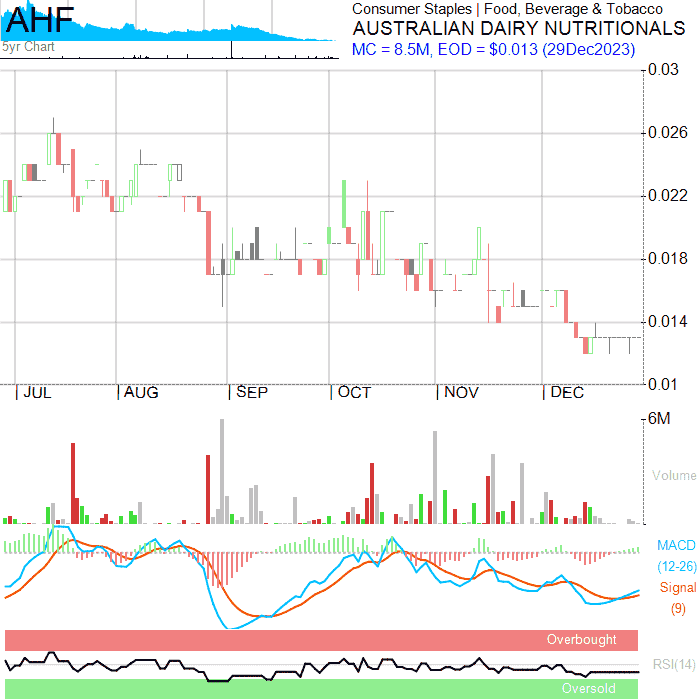 AHF
5yr Chart
Consumer Staples | Food, Beverage & Tobacco
AUSTRALIAN DAIRY NUTRITIONALS
MC = 8.5M, EOD = $0.013 (29Dec2023)
0.03
0.026
0.022
0.018
0.014
0.01
| JUL | AUG | SEP | OCT | NOV | DEC
6M
Volume
MACD
(12-26)
Signal
(9)
Overbought
RSI(14)
Oversold